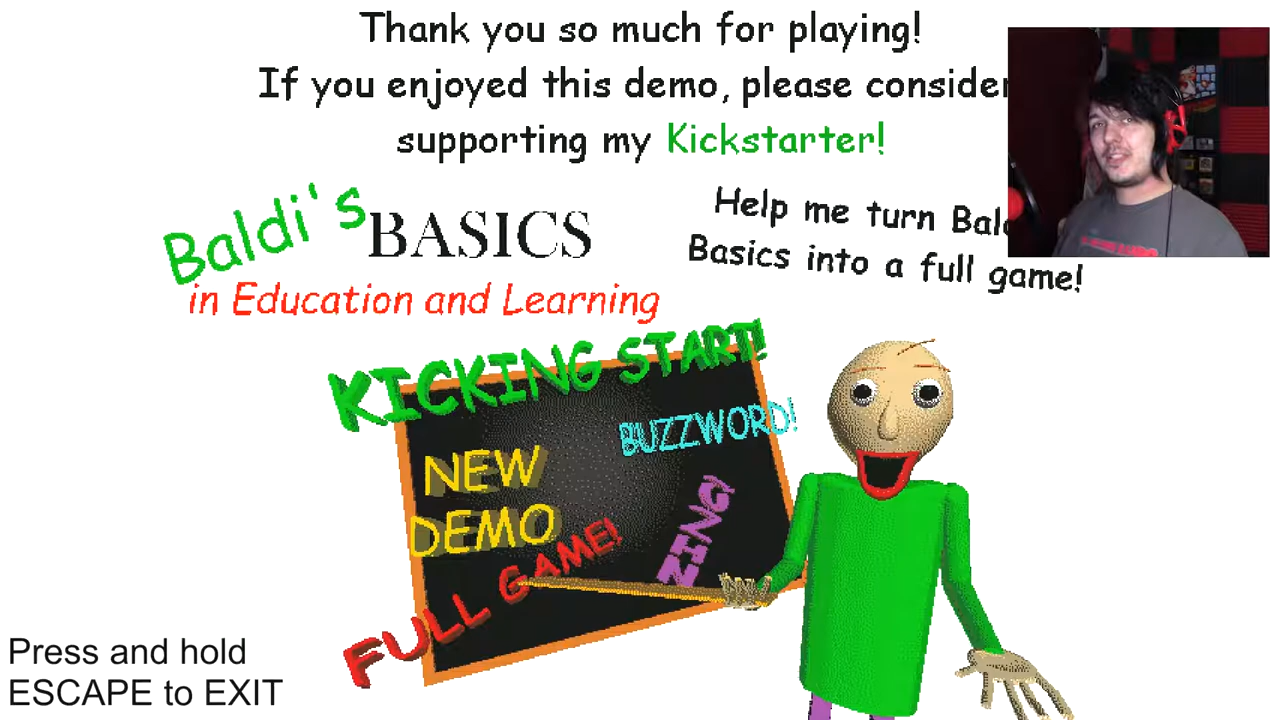 Thank you so much for playing!
If you enjoyed this demo, please consider
supporting my Kickstarter!
Baldi's BASICS
in Education and Learning
Help me turn Bal
Basics into a full game!
KICKING START!
BUZZWORD!
NEW
DEMO
ZING!
FULL GAME!
Press and hold
ESCAPE to EXIT